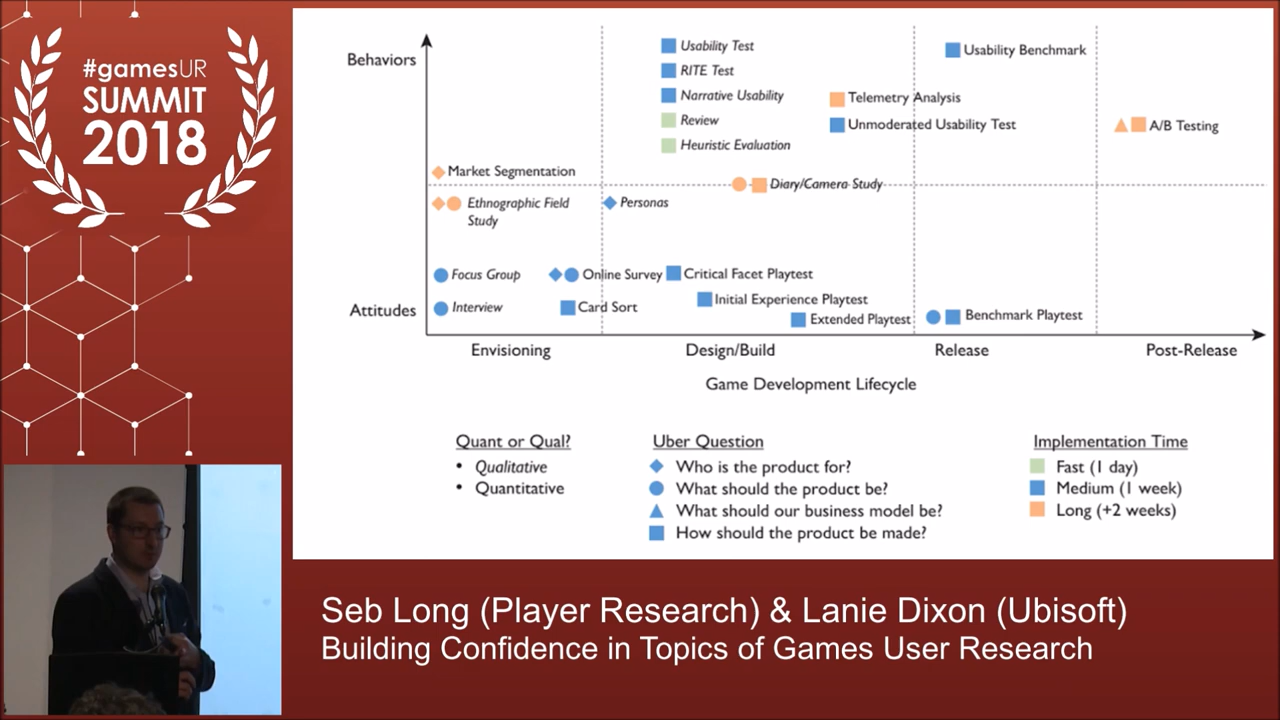 #gamesUR
SUMMIT
2018
Behaviors
Attitudes
Usability Test
RITE Test
Narrative Usability
Review
Heuristic Evaluation
Usability Benchmark
Telemetry Analysis
Unmoderated Usability Test
A/B Testing
Market Segmentation
Diary/Camera Study
Ethnographic Field
Study
Personas
Focus Group
Online Survey
Critical Facet Playtest
Interview
Card Sort
Initial Experience Playtest
Extended Playtest
Benchmark Playtest
Envisioning
Design/Build
Release
Post-Release
Game Development Lifecycle
Quant or Qual?
• Qualitative
• Quantitative
Uber Question
Who is the product for?
What should the product be?
What should our business model be?
How should the product be made?
Implementation Time
Fast (1 day)
Medium (1 week)
Long (+2 weeks)
Seb Long (Player Research) & Lanie Dixon (Ubisoft)
Building Confidence in Topics of Games User Research